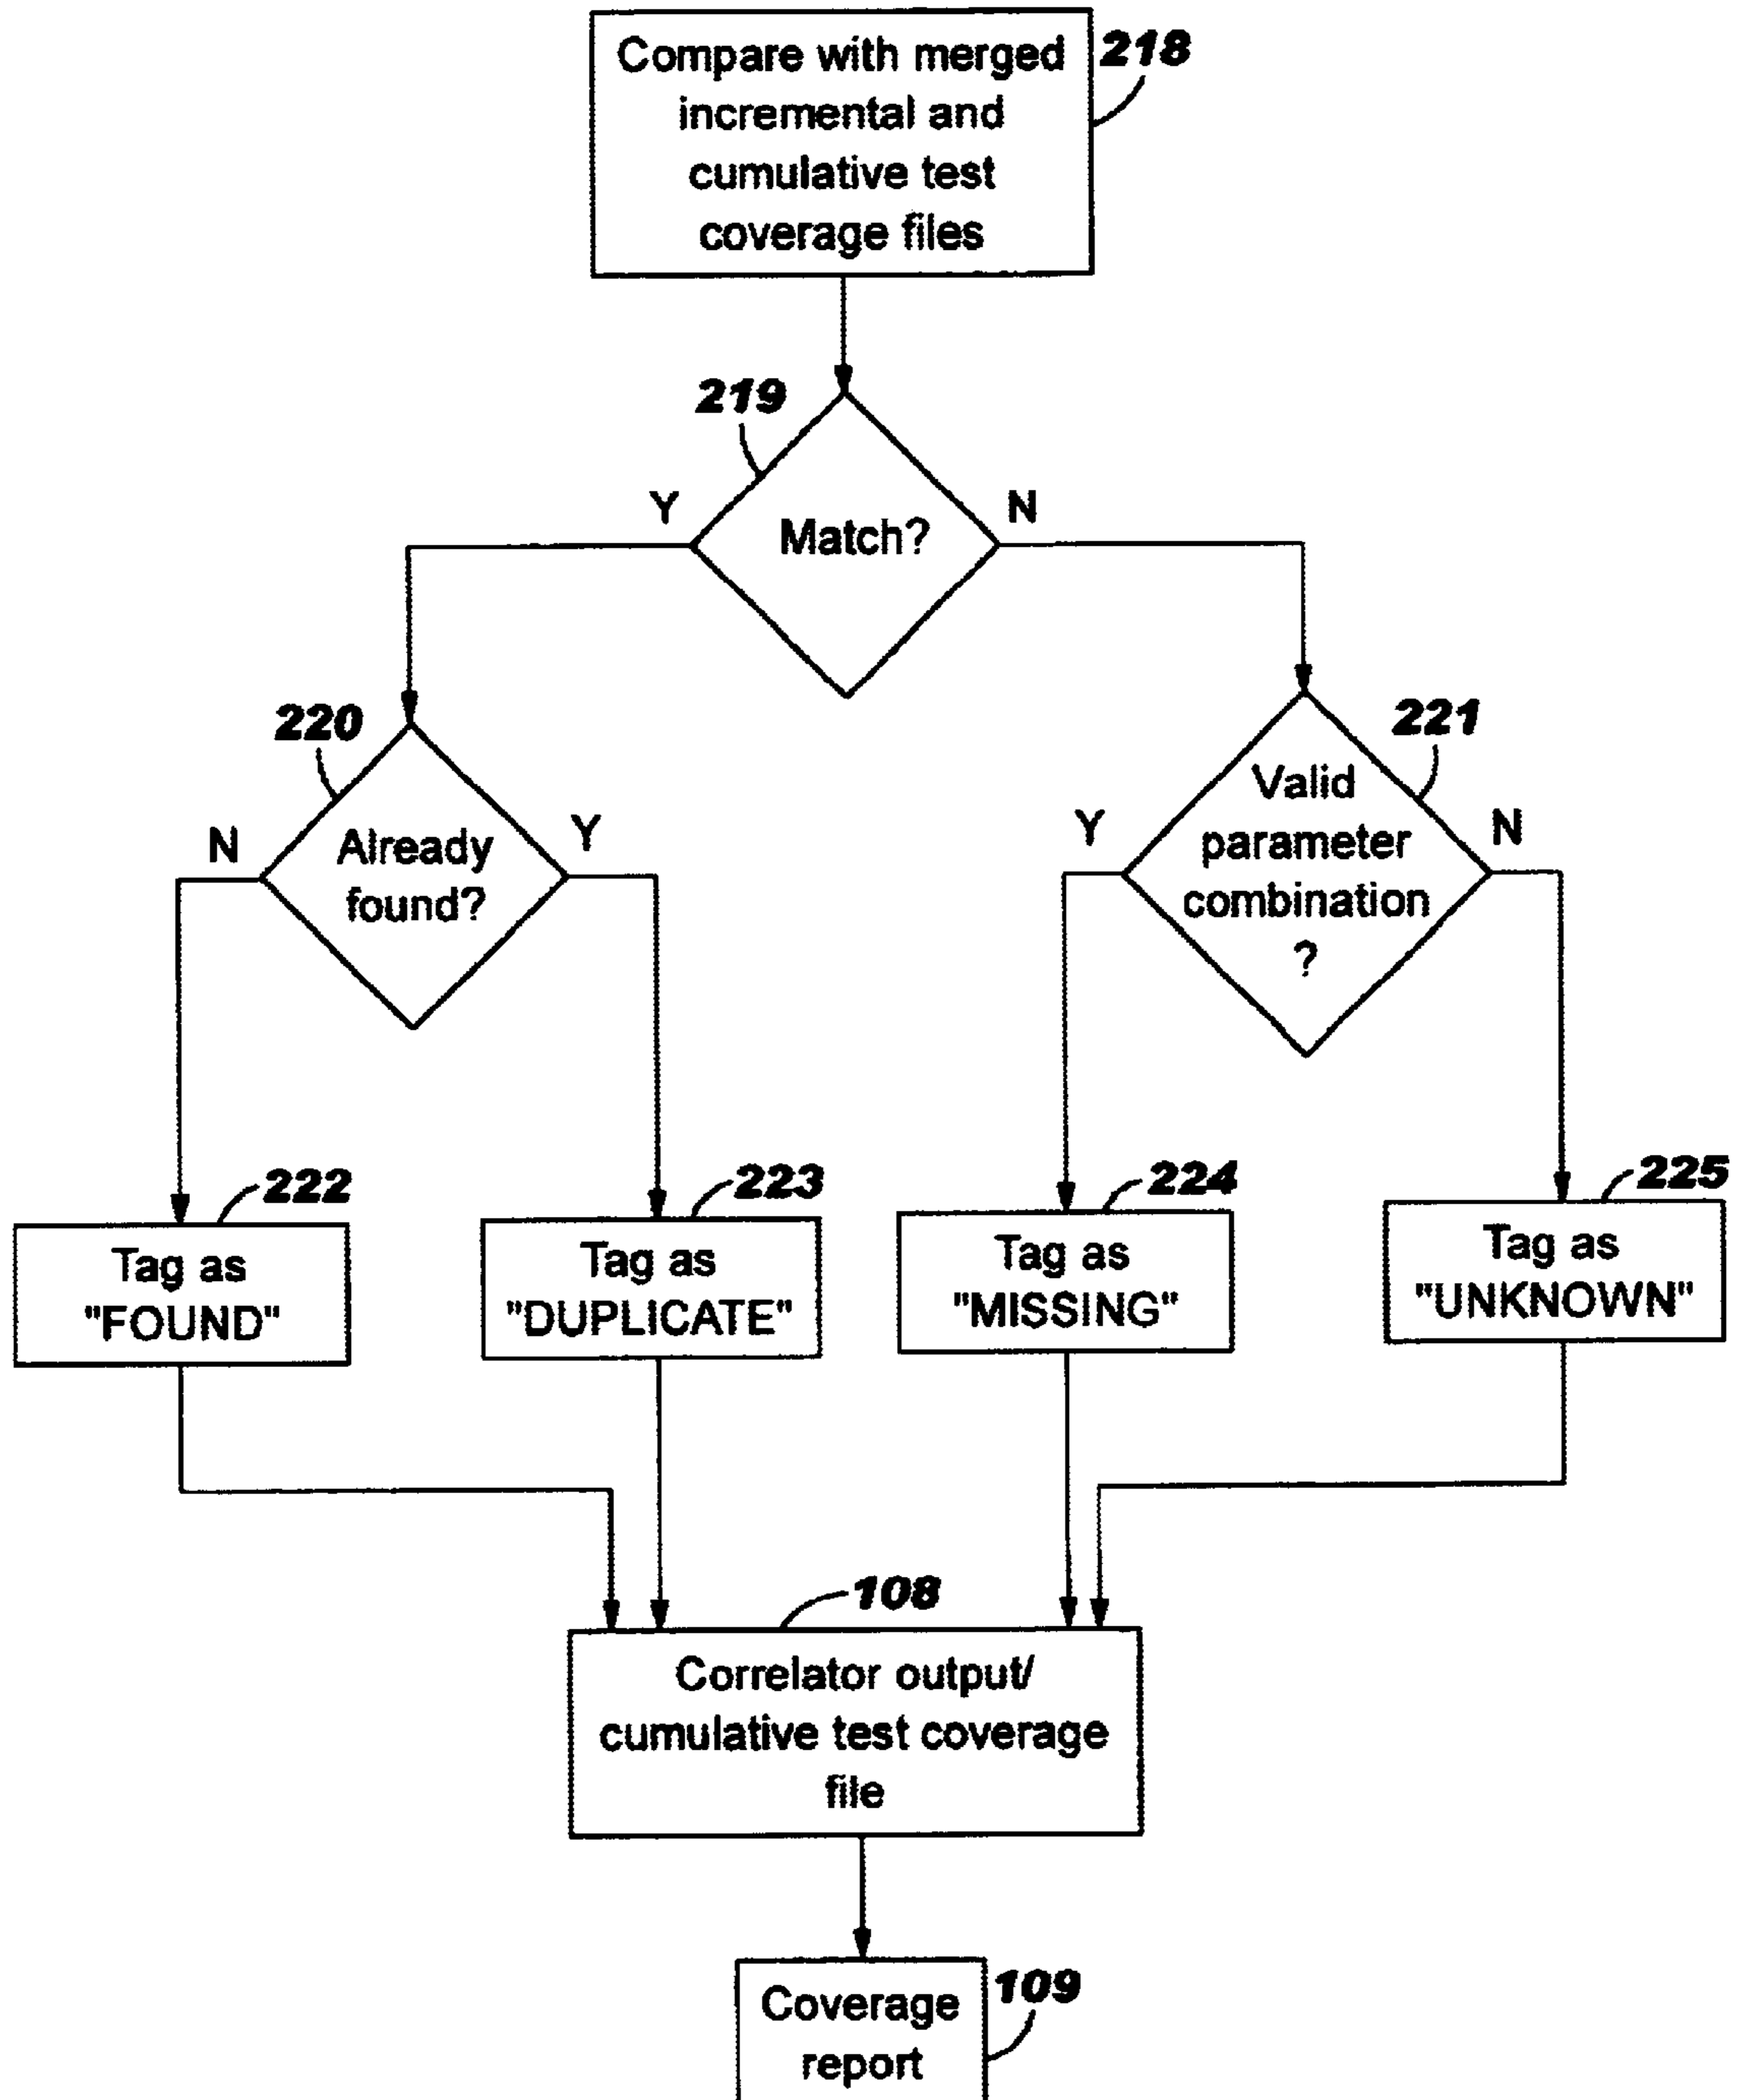 Compare with merged
incremental and
cumulative test
coverage files
218
219
Y
N
Match?
220
221
N
Already
found?
Y
Y
Valid
parameter
combination
?
N
222
223
224
225
Tag as
"FOUND"
Tag as
"DUPLICATE"
Tag as
"MISSING"
Tag as
"UNKNOWN"
108
Correlator output/
cumulative test coverage
file
109
Coverage
report